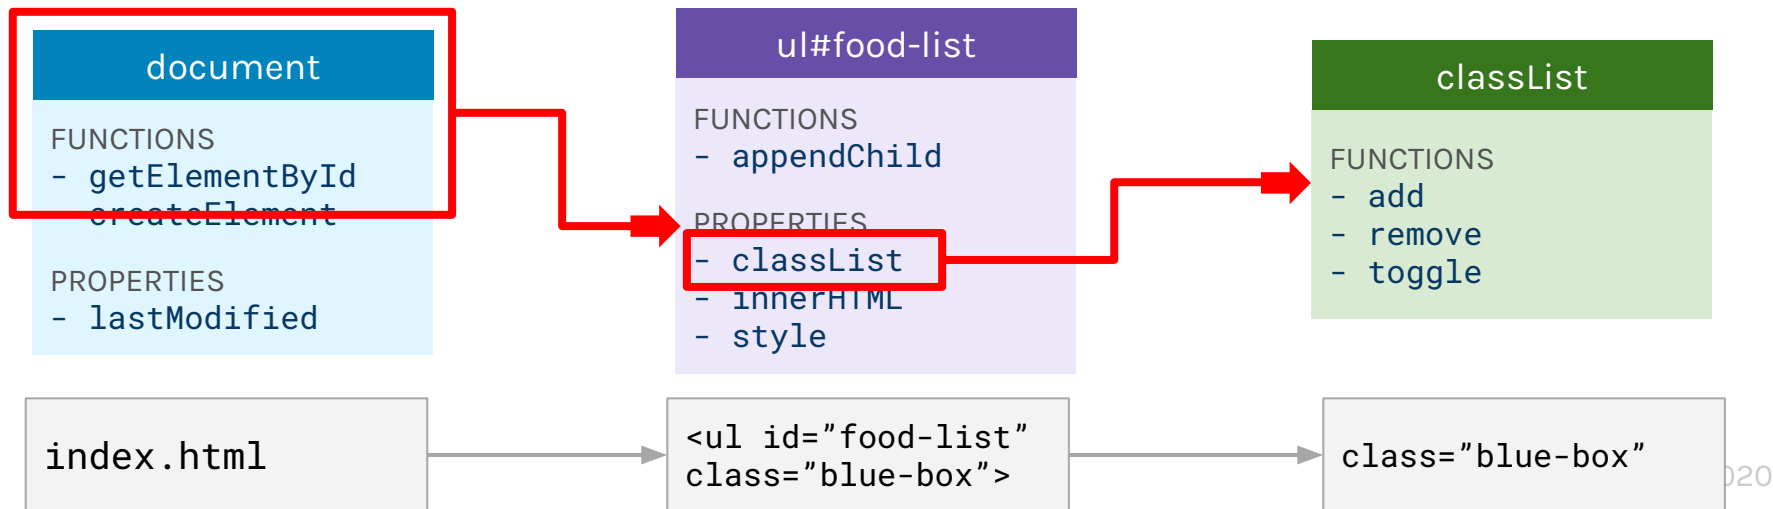 document
FUNCTIONS
- getElementById
- createElement
PROPERTIES
- lastModified
ul#food-list
FUNCTIONS
- appendChild
PROPERTIES
- classList
- innerHTML
- style
classList
FUNCTIONS
- add
- remove
- toggle
index.html
<ul id=”food-list”
class=”blue-box”>
class=”blue-box”
020